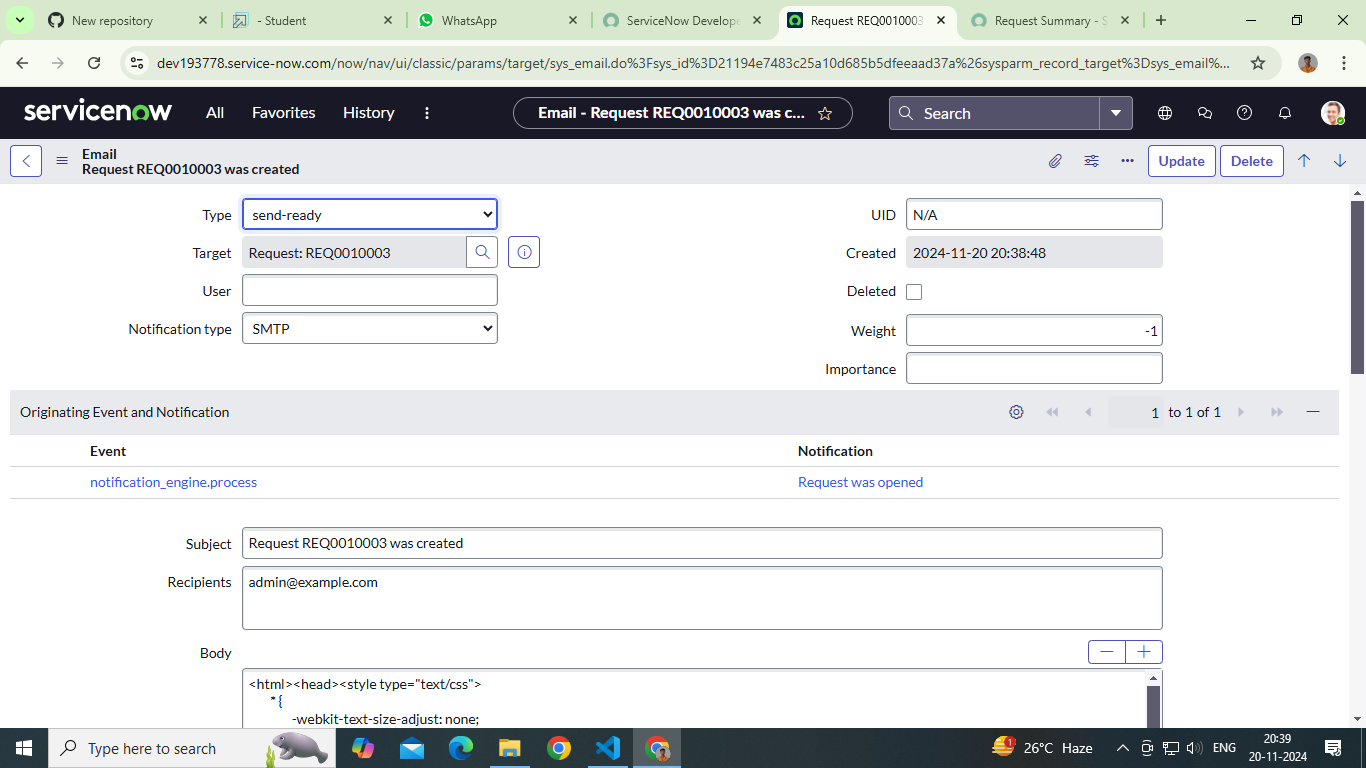 New repository
- Student
WhatsApp
ServiceNow Develope
Request REQ0010003
Request Summary - S
dev193778.service-now.com/now/nav/ui/classic/params/target/sys_email.do%3Fsys_id%3D21194e7483c25a10d685b5dfeeaad37a%26sysparm_record_target%3Dsys_email%...
servicenow
All
Favorites
History
Email - Request REQ0010003 was c...
Search
Email
Request REQ0010003 was created
Update
Delete
Type
send-ready
UID
N/A
Target
Request: REQ0010003
Created
2024-11-20 20:38:48
User
Deleted
Notification type
SMTP
Weight
-1
Importance
Originating Event and Notification
1 to 1 of 1
Event
Notification
notification_engine.process
Request was opened
Subject
Request REQ0010003 was created
Recipients
admin@example.com
Body
<html><head><style type="text/css">
* {
-webkit-text-size-adjust: none;
Type here to search
1
26°C Haze
ENG
20:39
20-11-2024